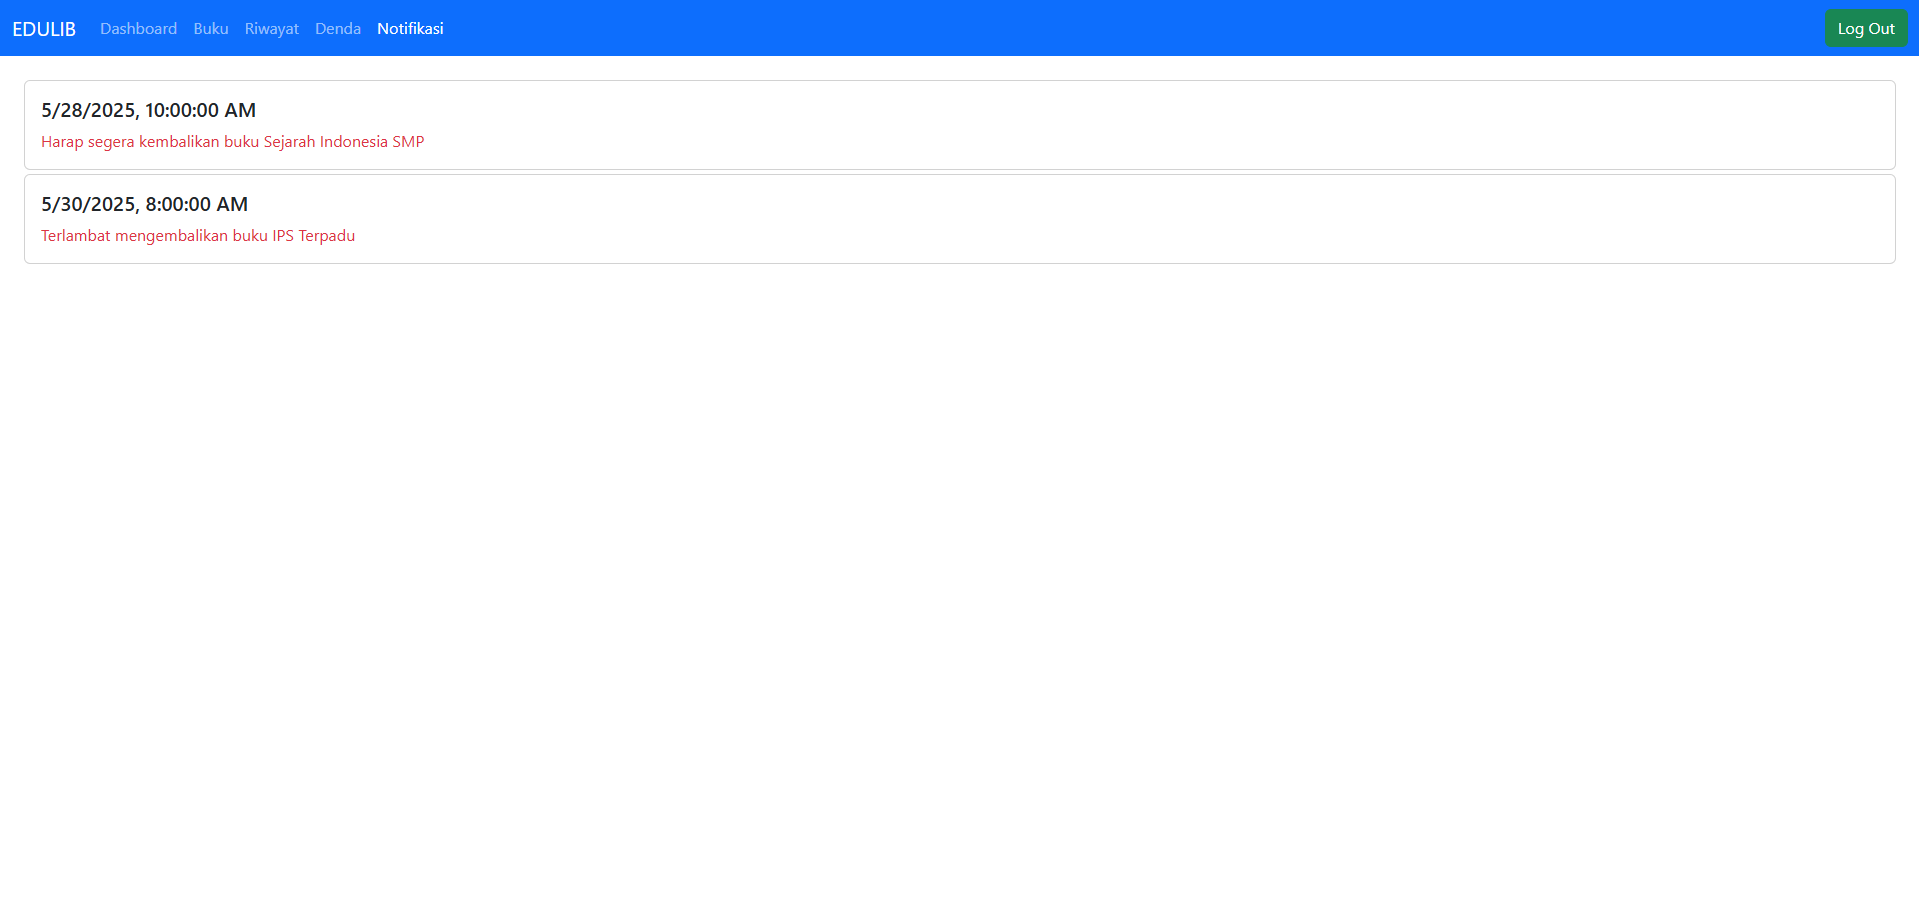 EDULIB Dashboard Buku Riwayat Denda Notifikasi Log Out
5/28/2025, 10:00:00 AM
Harap segera kembalikan buku Sejarah Indonesia SMP
5/30/2025, 8:00:00 AM
Terlambat mengembalikan buku IPS Terpadu